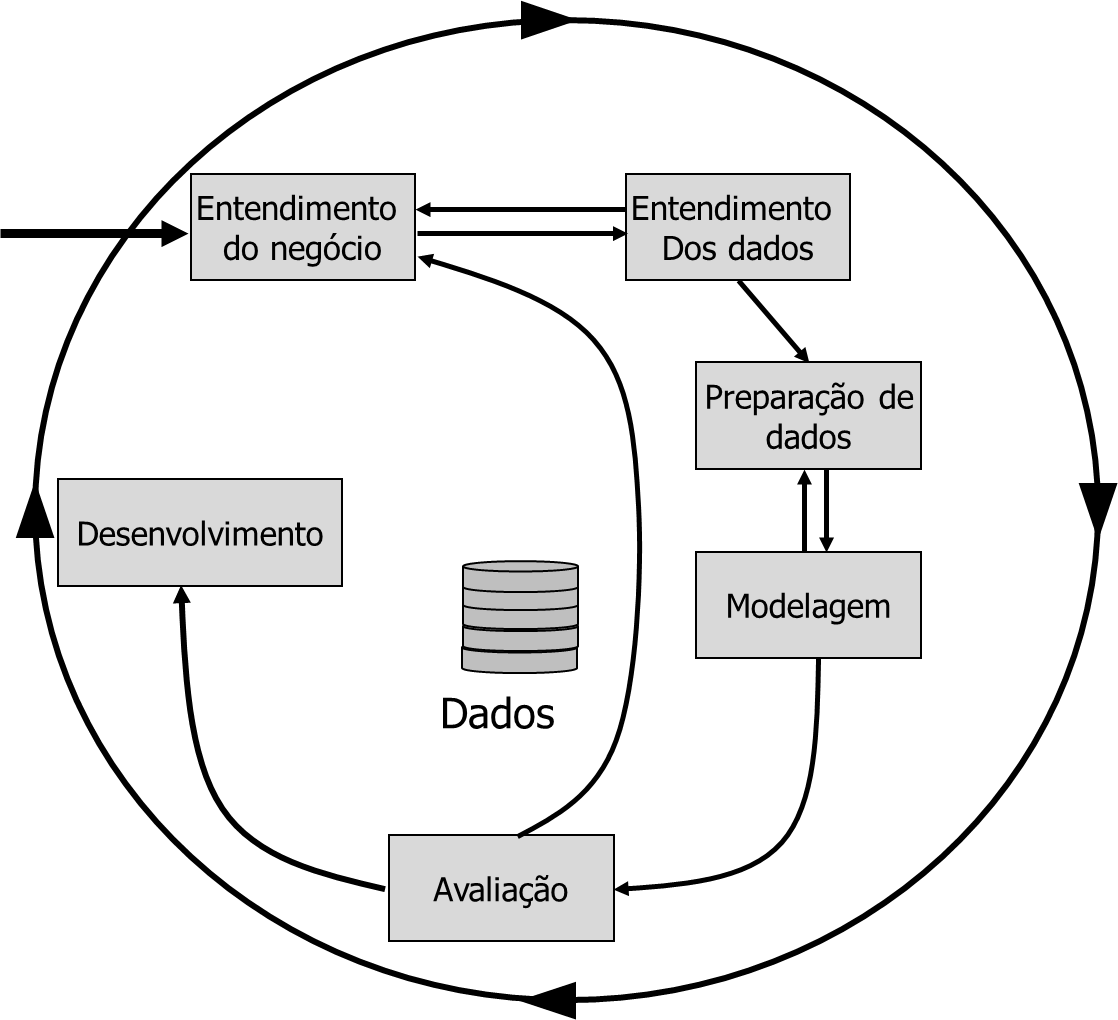 Entendimento
do negócio
Entendimento
Dos dados
Preparação de
dados
Desenvolvimento
Modelagem
Dados
Avaliação